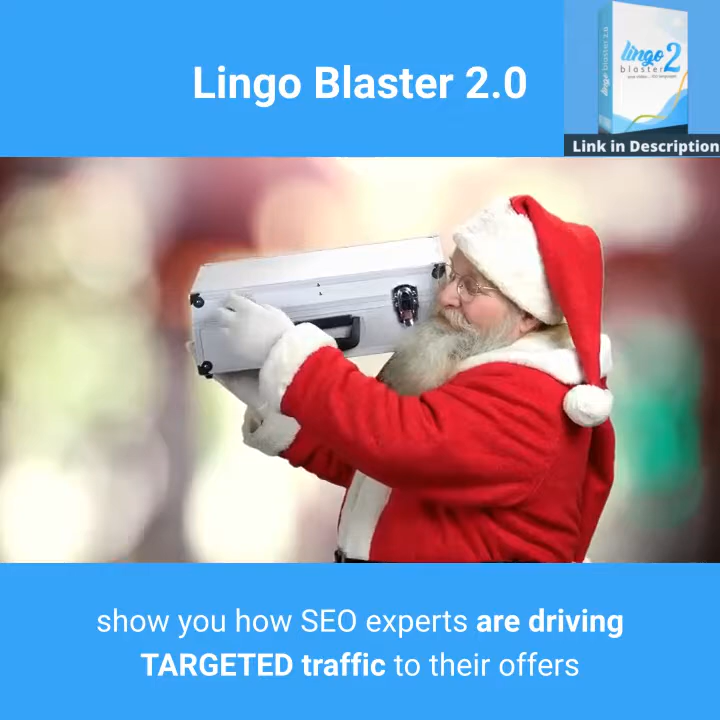 Lingo Blaster 2.0
lingo 2
blaster
Link in Description
show you how SEO experts are driving
TARGETED traffic to their offers